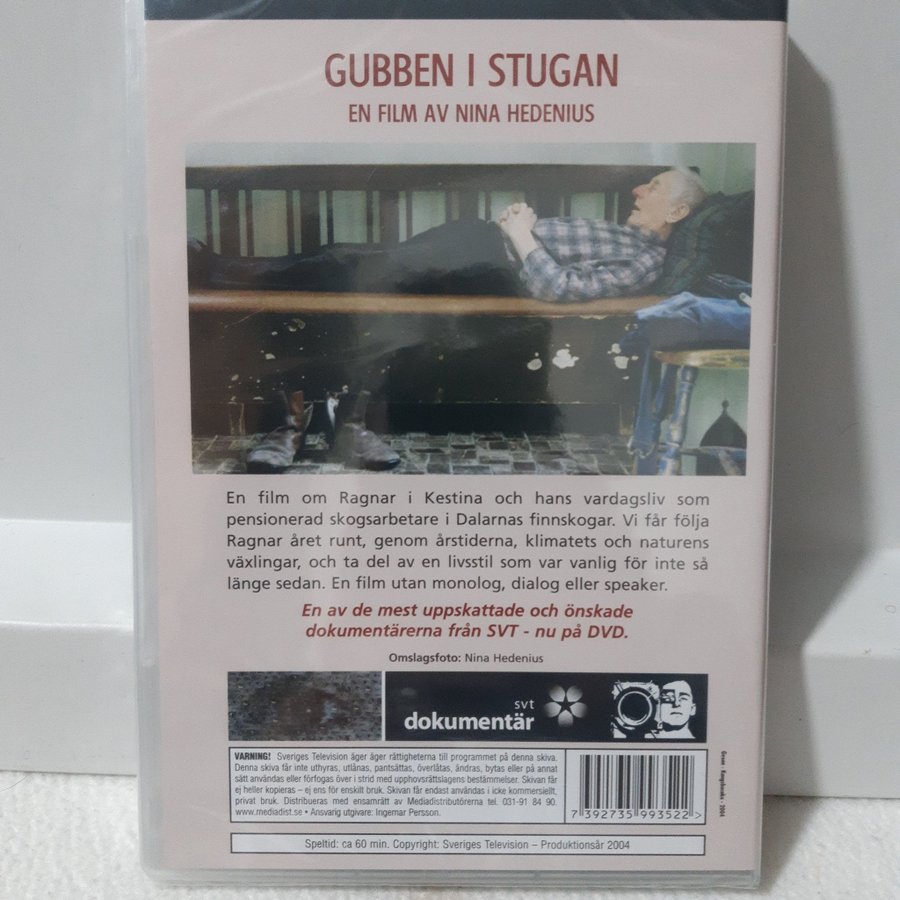 GUBBEN I STUGAN
EN FILM AV NINA HEDENIUS
En film om Ragnar i Kestina och hans vardagsliv som
pensionerad skogsarbetare i Dalarnas finnskogar. Vi får följa
Ragnar året runt, genom årstiderna, klimatets och naturens
växlingar, och ta del av en livsstil som var vanlig för inte så
länge sedan. En film utan monolog, dialog eller speaker.
En av de mest uppskattade och önskade
dokumentärerna från SVT - nu på DVD.
Omslagsfoto: Nina Hedenius
svt
dokumentär
VARNING! Sveriges Television äger äger rättigheterna till programmet på denna skiva.
Denna skiva får inte uthyras, utlånas, pantsättas, överlåtas, ändras, bytas eller på annat
sätt användas eller förfogas över i strid med upphovsrättslagens bestämmelser. Skivan får
ej heller kopieras – ej ens för enskilt bruk. Skivan får endast användas i icke kommersiellt,
privat bruk. Distribueras med ensamrätt av Mediadistributörerna tel. 031-91 84 90.
www.mediadist.se • Ansvarig utgivare: Ingemar Persson.
7 392735 993522 >
Speltid: ca 60 min. Copyright: Sveriges Television – Produktionsår 2004